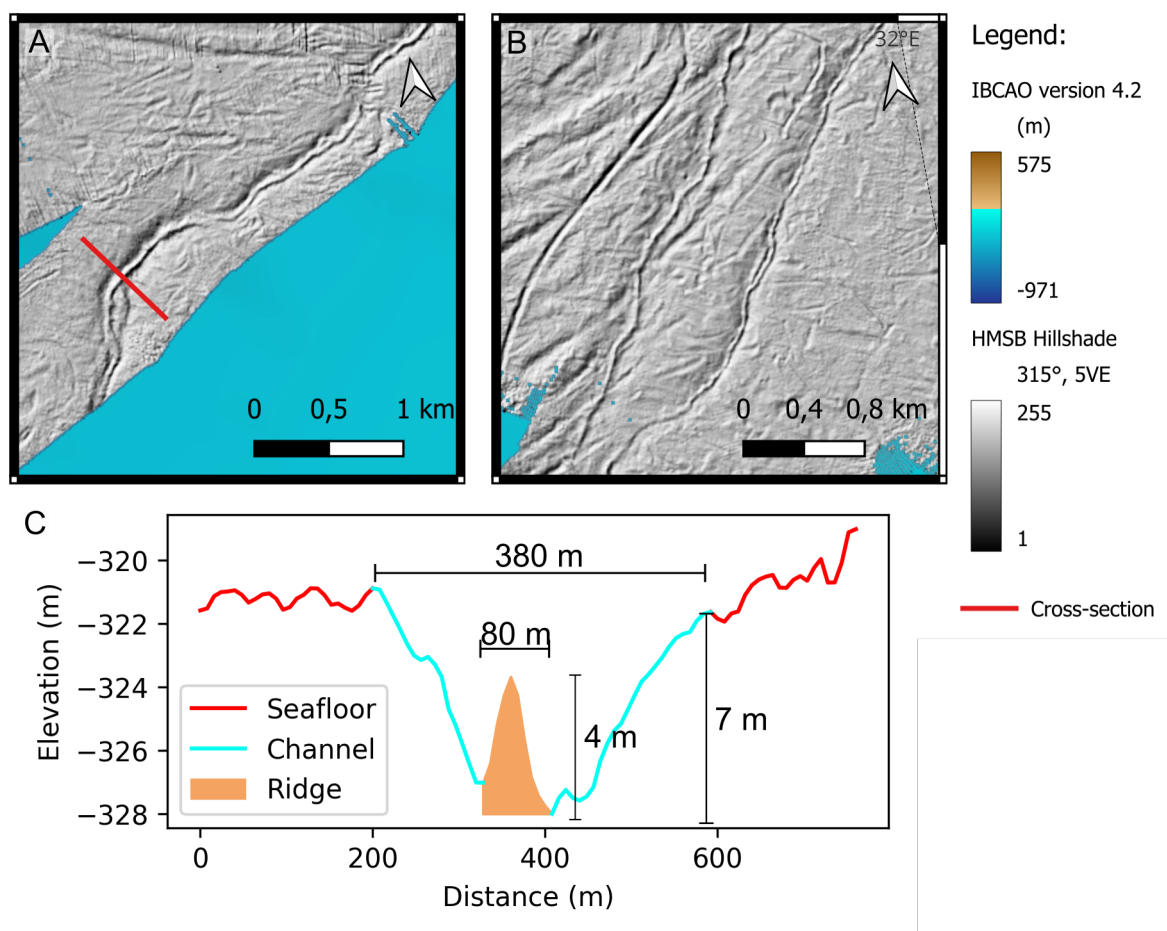 A
0 0,5 1 km
B
32°E
0 0,4 0,8 km
Legend:
IBCAO version 4.2
(m)
575
-971
HMSB Hillshade
315°, 5VE
255
1
Cross-section
C
Elevation (m)
−320
−322
−324
−326
−328
380 m
80 m
4 m
7 m
Seafloor
Channel
Ridge
0 200 400 600
Distance (m)